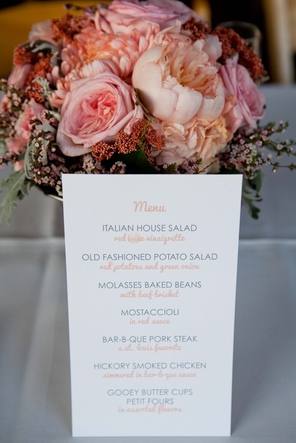 Menu
ITALIAN HOUSE SALAD
red wine vinaigrette
OLD FASHIONED POTATO SALAD
red potatoes and green onion
MOLASSES BAKED BEANS
with beef brisket
MOSTACCIOLI
in red sauce
BAR-B-QUE PORK STEAK
a st. louis favorite
HICKORY SMOKED CHICKEN
simmered in bar-b-que sauce
GOOEY BUTTER CUPS
PETIT FOURS
in assorted flavors